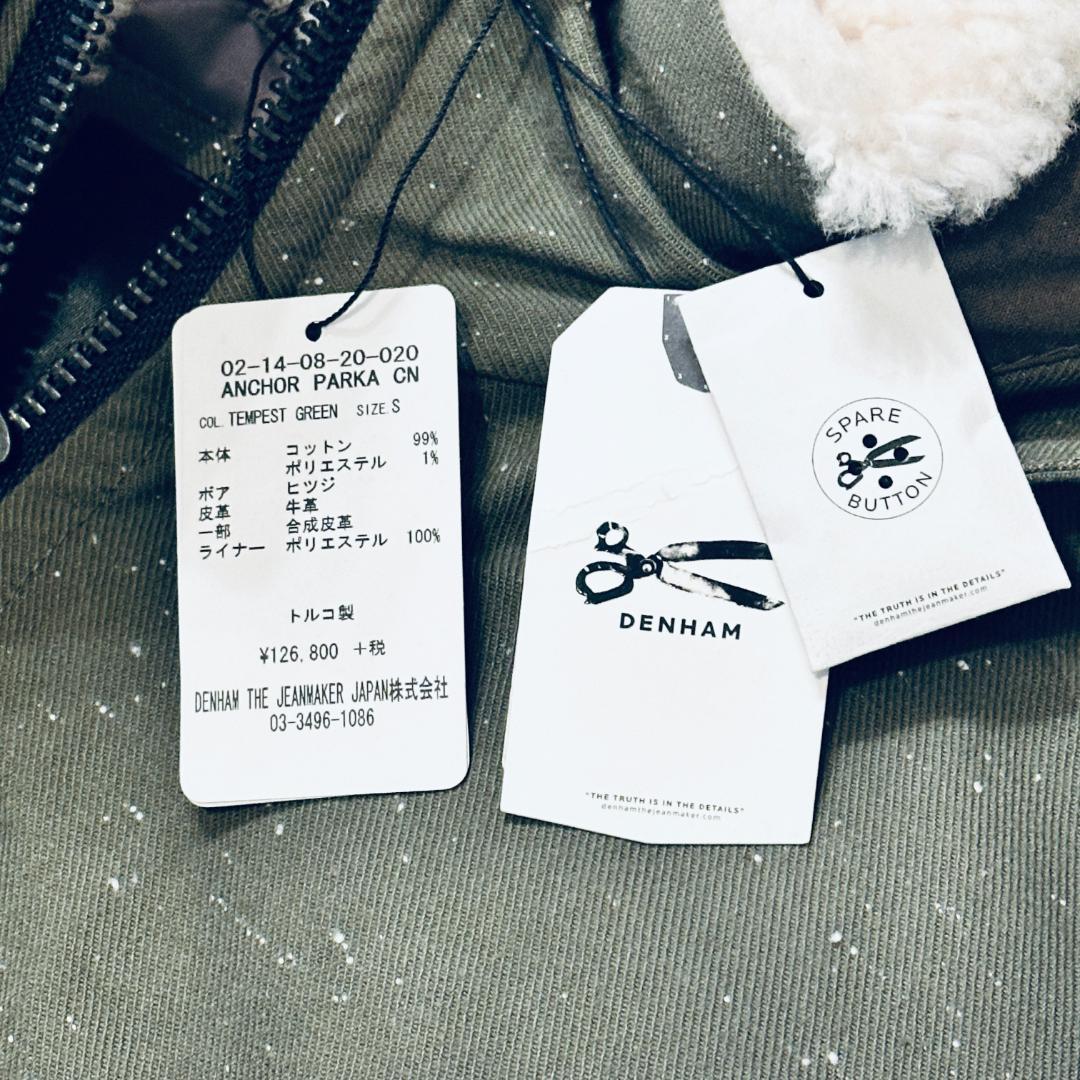 02-14-08-20-020
ANCHOR PARKA CN
COL. TEMPEST GREEN SIZE. S
本体 コットン 99%
ポリエステル 1%
ボア ヒツジ
皮革 牛革
一部 合成皮革
ライナー ポリエステル 100%
トルコ製
¥126,800 +税
DENHAM THE JEANMAKER JAPAN株式会社
03-3496-1086
DENHAM
"THE TRUTH IS IN THE DETAILS"
denhamthejeanmaker.com
SPARE
BUTTON
"THE TRUTH IS IN THE DETAILS"
denhamthejeanmaker.com